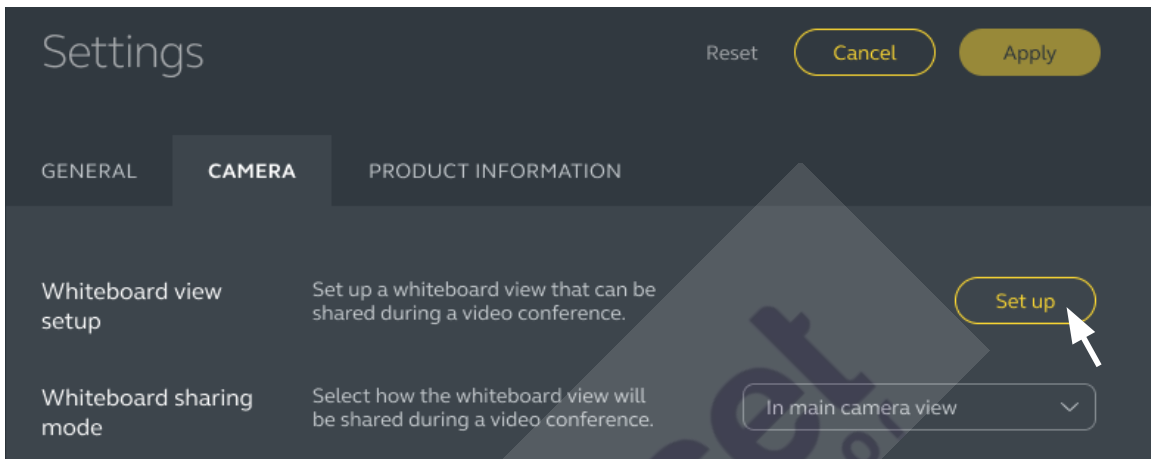 Settings
Reset
Cancel
Apply
GENERAL
CAMERA
PRODUCT INFORMATION
Whiteboard view
setup
Set up a whiteboard view that can be
shared during a video conference.
Set up
Whiteboard sharing
mode
Select how the whiteboard view will
be shared during a video conference.
In main camera view